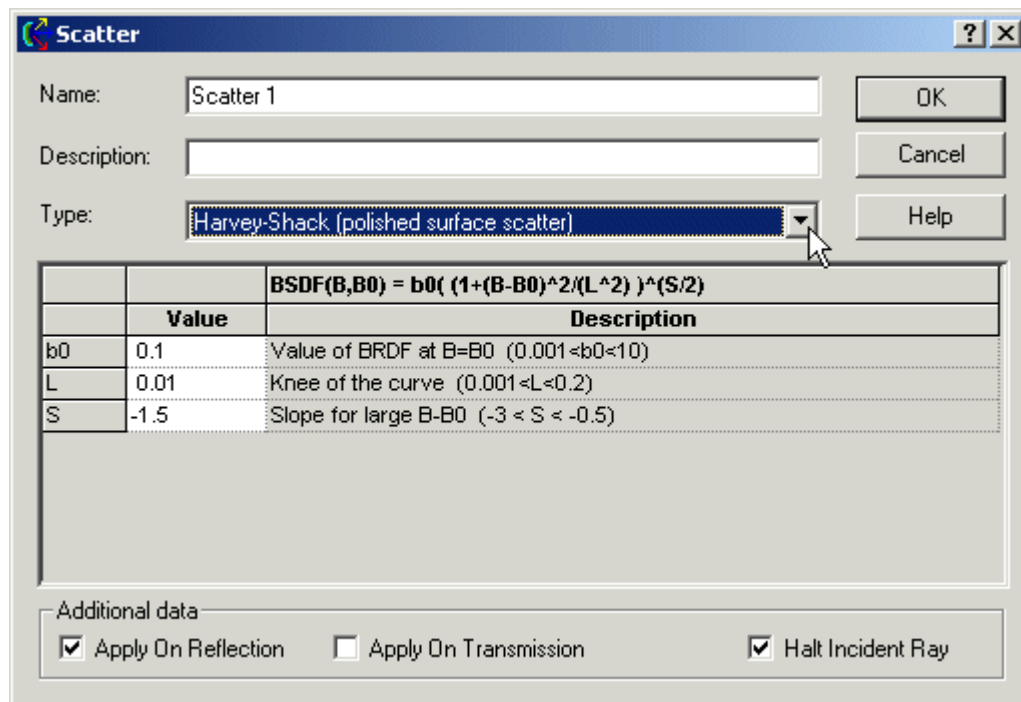 Scatter
Name: Scatter 1 OK
Description: Cancel
Type: Harvey-Shack (polished surface scatter) Help
BSDF(B,B0) = b0( (1+(B-B0)^2/(L^2) )^(S/2)
Value Description
b0 0.1 Value of BRDF at B=B0 (0.001<b0<10)
L 0.01 Knee of the curve (0.001<L<0.2)
S -1.5 Slope for large B-B0 (-3 < S < -0.5)
Additional data
Apply On Reflection Apply On Transmission Halt Incident Ray